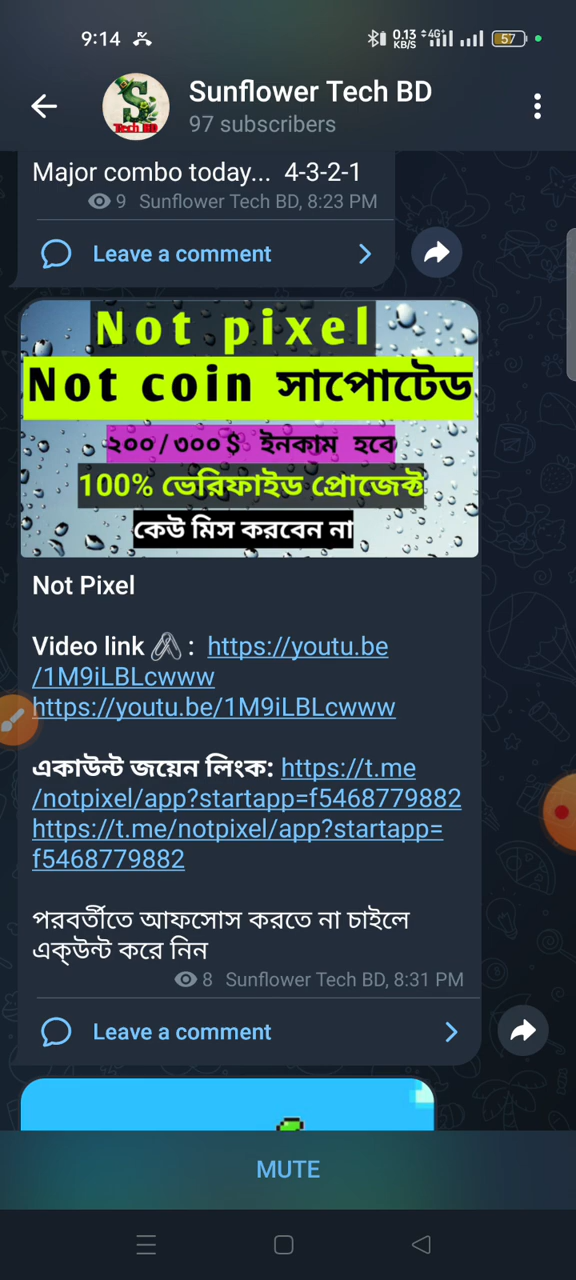 9:14
0.13 KB/S 4G 57
Sunflower Tech BD
97 subscribers
Major combo today... 4-3-2-1
9 Sunflower Tech BD, 8:23 PM
Leave a comment
Not pixel
Not coin সাপোটেড
২০০/৩০০$ ইনকাম হবে
100% ভেরিফাইড প্রোজেক্ট
কেউ মিস করবেন না
Not Pixel
Video link 🖇️ : https://youtu.be
/1M9iLBLcwww
https://youtu.be/1M9iLBLcwww
একাউন্ট জয়েন লিংক: https://t.me
/notpixel/app?startapp=f5468779882
https://t.me/notpixel/app?startapp=
f5468779882
পরবর্তীতে আফসোস করতে না চাইলে
এক্উন্ট করে নিন
8 Sunflower Tech BD, 8:31 PM
Leave a comment
MUTE